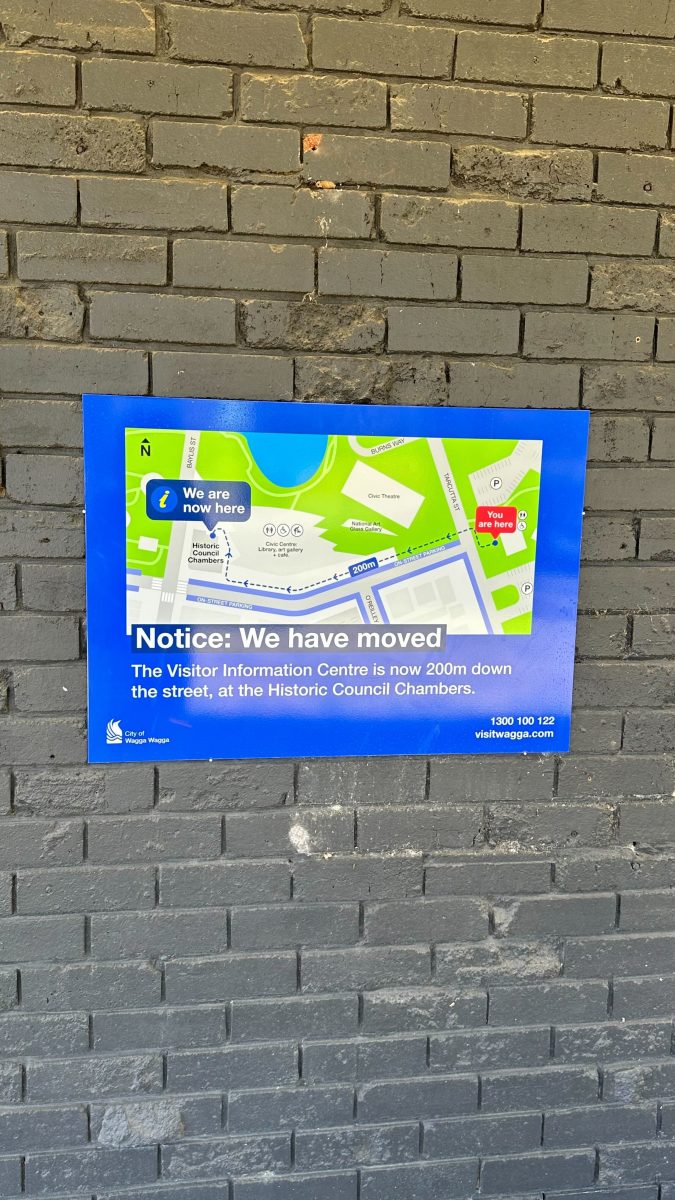 N
BAYLIS ST
BURNS WAY
TARCUTTA ST
P
Civic Theatre
i
We are
now here
You
are here
National Art
Glass Gallery
Historic
Council
Chambers
Civic Centre:
Library, art gallery
+ cafe.
200m
ON-STREET PARKING
ON-STREET PARKING
O'REILLEY
P
Notice: We have moved
The Visitor Information Centre is now 200m down
the street, at the Historic Council Chambers.
City of
Wagga Wagga
1300 100 122
visitwagga.com